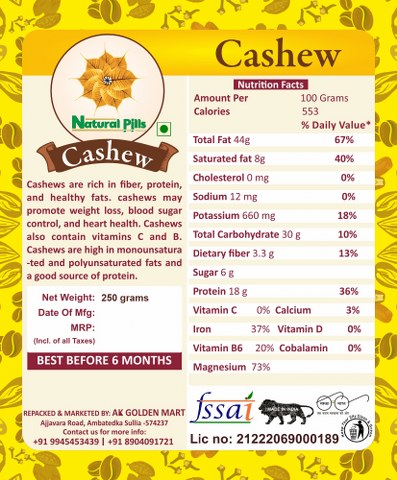 Cashew
Natural Pills
Cashew
Cashews are rich in fiber, protein,
and healthy fats. cashews may
promote weight loss, blood sugar
control, and heart health. Cashews
also contain vitamins C and B.
Cashews are high in monounsatura
-ted and polyunsaturated fats and
a good source of protein.
Net Weight: 250 grams
Date Of Mfg:
MRP:
(Incl. of all Taxes)
BEST BEFORE 6 MONTHS
REPACKED & MARKETED BY: AK GOLDEN MART
Ajjavara Road, Ambatedka Sullia -574237
Contact us for more info:
+91 9945453439 | +91 8904091721
Nutrition Facts
Amount Per 100 Grams
Calories 553
% Daily Value*
Total Fat 44g 67%
Saturated fat 8g 40%
Cholesterol 0 mg 0%
Sodium 12 mg 0%
Potassium 660 mg 18%
Total Carbohydrate 30 g 10%
Dietary fiber 3.3 g 13%
Sugar 6 g
Protein 18 g 36%
Vitamin C 0% Calcium 3%
Iron 37% Vitamin D 0%
Vitamin B6 20% Cobalamin 0%
Magnesium 73%
fssai
MADE IN INDIA
Lic no: 21222069000189